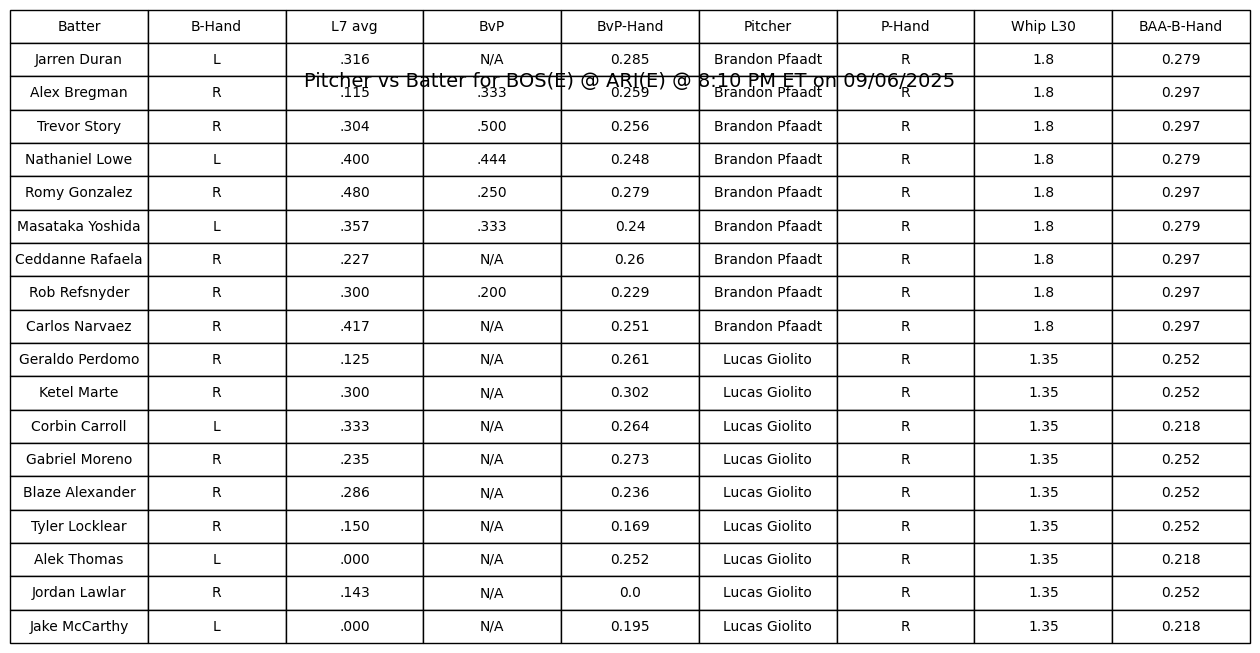 Batter B-Hand L7 avg BvP BvP-Hand Pitcher P-Hand Whip L30 BAA-B-Hand
Jarren Duran L .316 N/A 0.285 Brandon Pfaadt R 1.8 0.279
Pitcher vs Batter for BOS(E) @ ARI(E) @ 8:10 PM ET on 09/06/2025
Alex Bregman R .115 .333 0.259 Brandon Pfaadt R 1.8 0.297
Trevor Story R .304 .500 0.256 Brandon Pfaadt R 1.8 0.297
Nathaniel Lowe L .400 .444 0.248 Brandon Pfaadt R 1.8 0.279
Romy Gonzalez R .480 .250 0.279 Brandon Pfaadt R 1.8 0.297
Masataka Yoshida L .357 .333 0.24 Brandon Pfaadt R 1.8 0.279
Ceddanne Rafaela R .227 N/A 0.26 Brandon Pfaadt R 1.8 0.297
Rob Refsnyder R .300 .200 0.229 Brandon Pfaadt R 1.8 0.297
Carlos Narvaez R .417 N/A 0.251 Brandon Pfaadt R 1.8 0.297
Geraldo Perdomo R .125 N/A 0.261 Lucas Giolito R 1.35 0.252
Ketel Marte R .300 N/A 0.302 Lucas Giolito R 1.35 0.252
Corbin Carroll L .333 N/A 0.264 Lucas Giolito R 1.35 0.218
Gabriel Moreno R .235 N/A 0.273 Lucas Giolito R 1.35 0.252
Blaze Alexander R .286 N/A 0.236 Lucas Giolito R 1.35 0.252
Tyler Locklear R .150 N/A 0.169 Lucas Giolito R 1.35 0.252
Alek Thomas L .000 N/A 0.252 Lucas Giolito R 1.35 0.218
Jordan Lawlar R .143 N/A 0.0 Lucas Giolito R 1.35 0.252
Jake McCarthy L .000 N/A 0.195 Lucas Giolito R 1.35 0.218